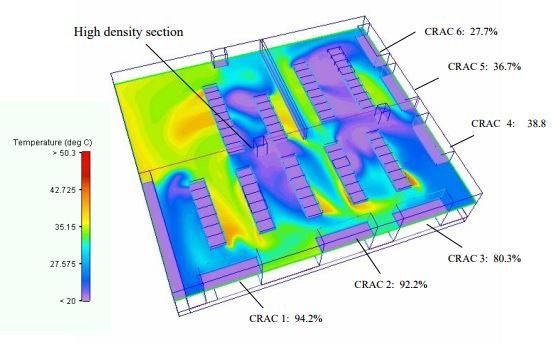 High density section
CRAC 6: 27.7%
CRAC 5: 36.7%
CRAC 4: 38.8
Temperature (deg C)
> 50.3
42.725
35.15
27.575
< 20
CRAC 3: 80.3%
CRAC 2: 92.2%
CRAC 1: 94.2%